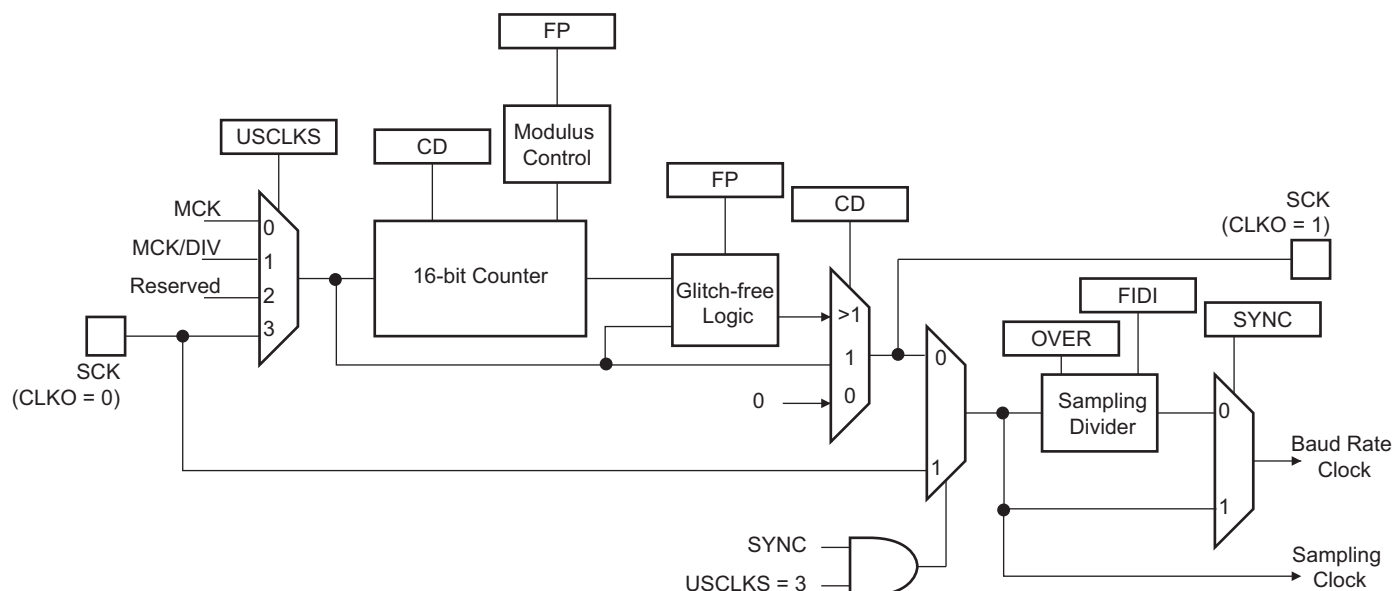 FP
USCLKS
CD
Modulus
Control
FP
CD
SCK
(CLKO = 1)
MCK
0
MCK/DIV
1
Reserved
2
3
16-bit Counter
Glitch-free
Logic
>1
1
0
0
SCK
(CLKO = 0)
0
1
FIDI
OVER
SYNC
Sampling
Divider
0
1
Baud Rate
Clock
SYNC
USCLKS = 3
Sampling
Clock